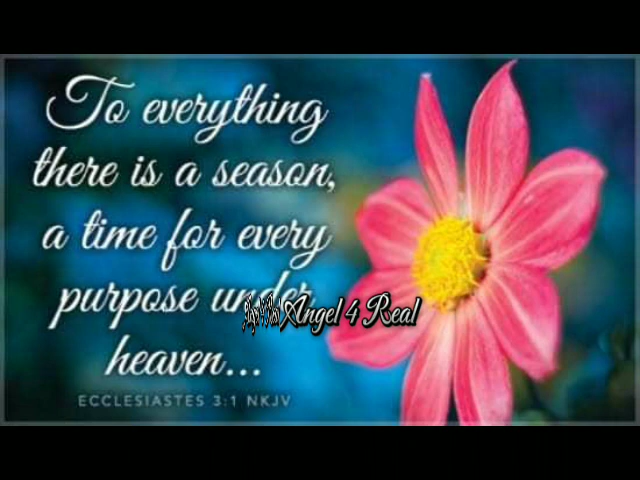 To everything
there is a season,
a time for every
purpose under
heaven...
ECCLESIASTES 3:1 NKJV
Angel 4 Real